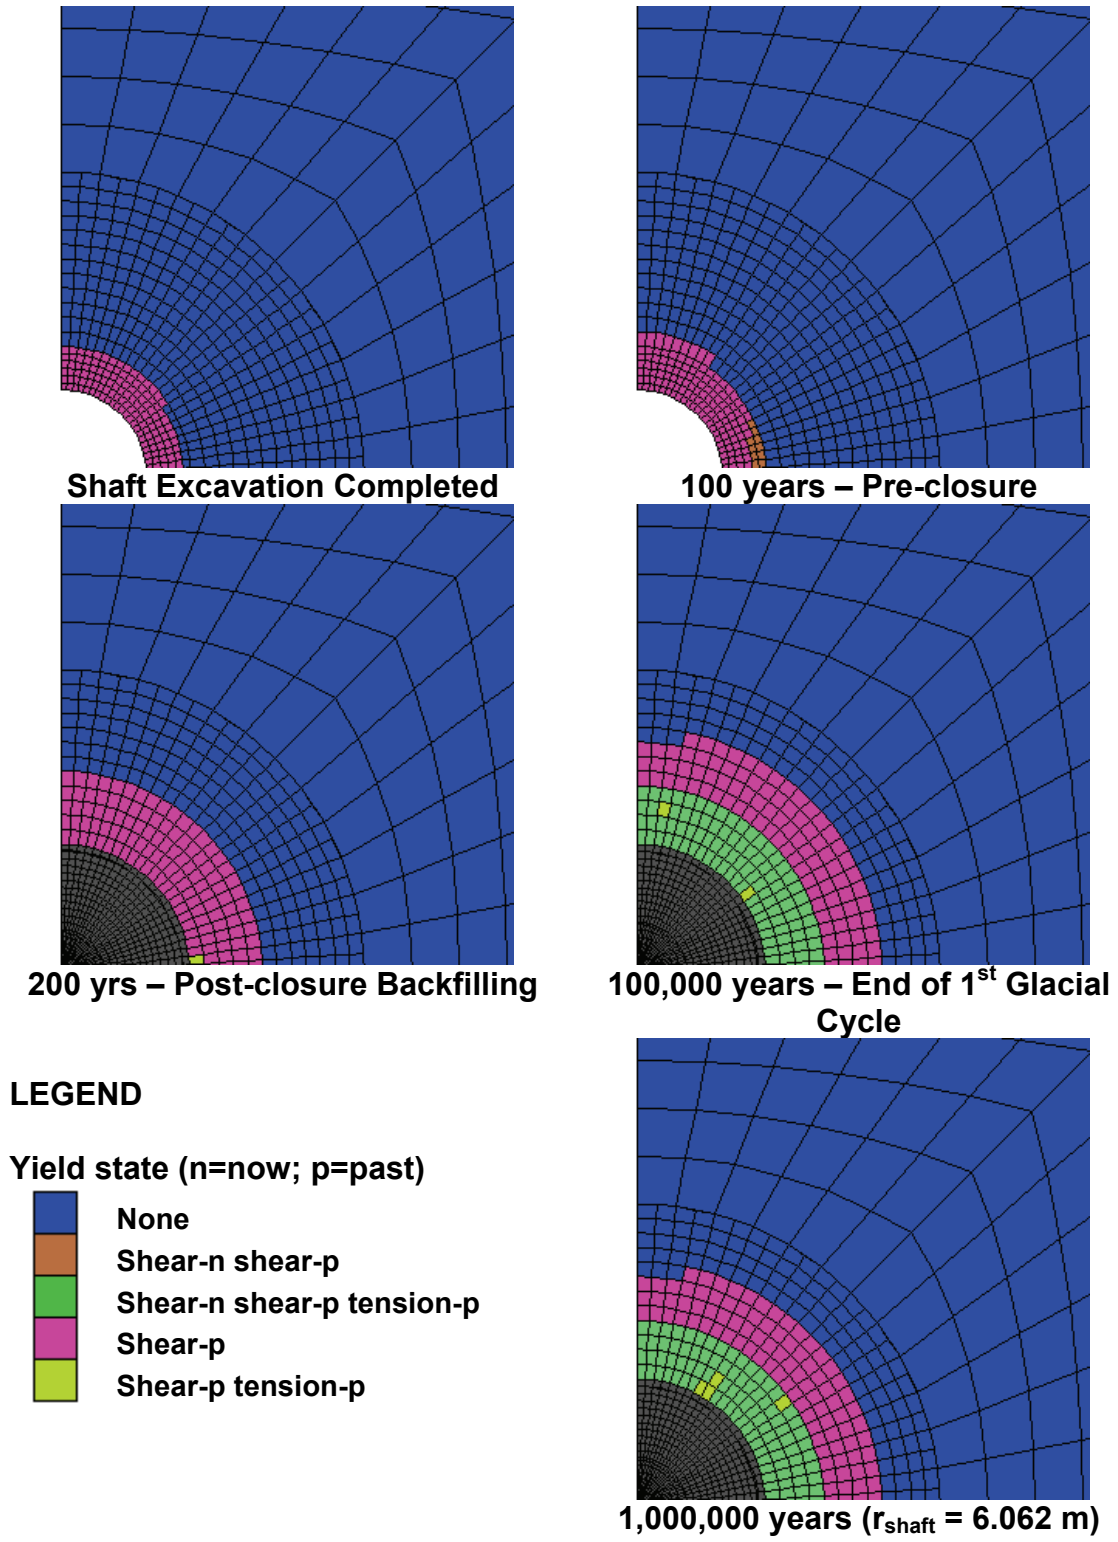 Shaft Excavation Completed
100 years – Pre-closure
200 yrs – Post-closure Backfilling
100,000 years – End of 1st Glacial
Cycle
LEGEND
Yield state (n=now; p=past)
None
Shear-n shear-p
Shear-n shear-p tension-p
Shear-p
Shear-p tension-p
1,000,000 years (rshaft = 6.062 m)